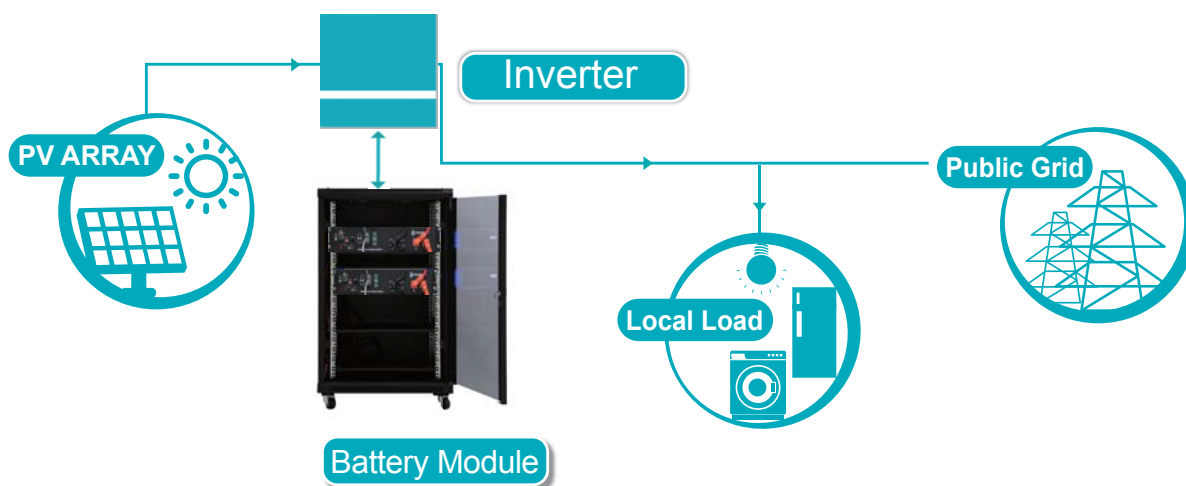 Inverter
PV ARRAY
Public Grid
Local Load
Battery Module